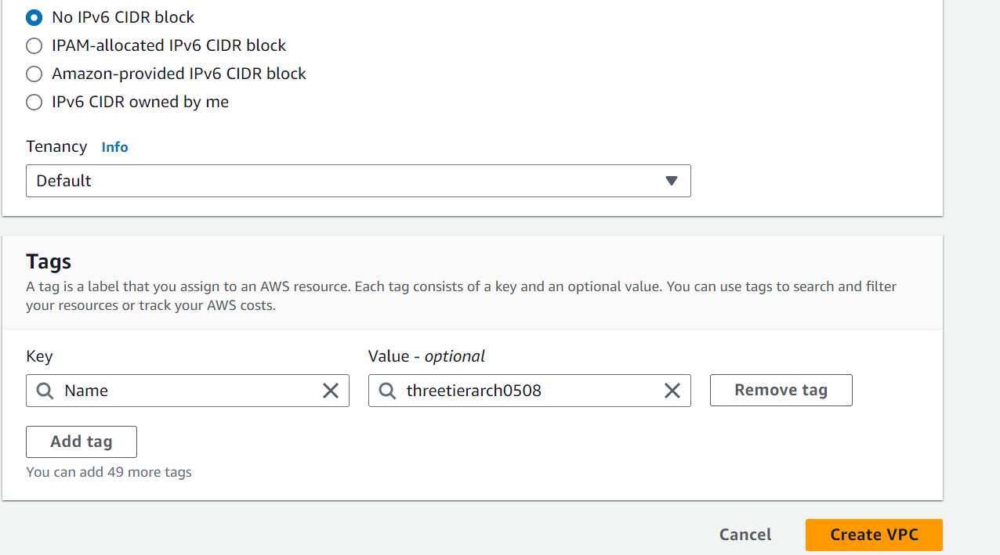 No IPv6 CIDR block
IPAM-allocated IPv6 CIDR block
Amazon-provided IPv6 CIDR block
IPv6 CIDR owned by me
Tenancy Info
Default
Tags
A tag is a label that you assign to an AWS resource. Each tag consists of a key and an optional value. You can use tags to search and filter
your resources or track your AWS costs.
Key Value - optional
Name threetierarch0508 Remove tag
Add tag
You can add 49 more tags
Cancel Create VPC